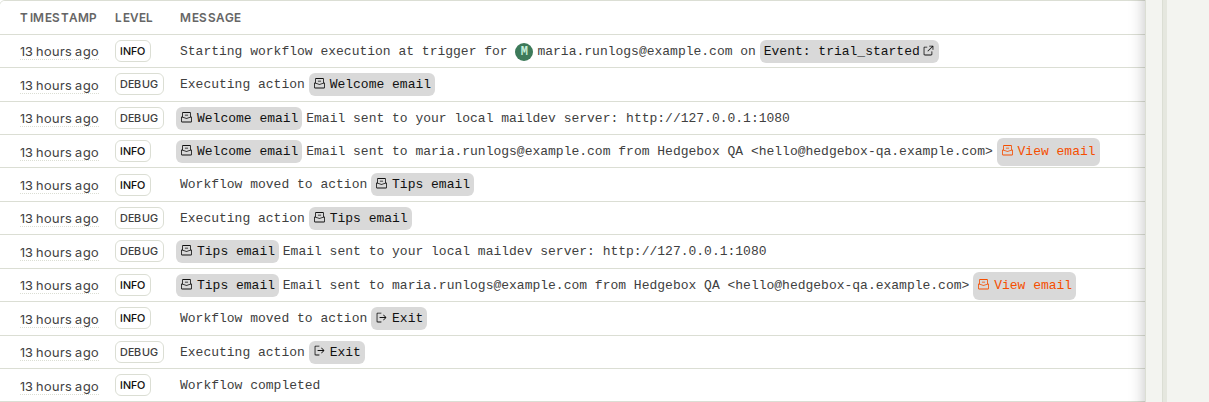 TIMESTAMP LEVEL MESSAGE
13 hours ago INFO Starting workflow execution at trigger for M maria.runlogs@example.com on Event: trial_started
13 hours ago DEBUG Executing action Welcome email
13 hours ago DEBUG Welcome email Email sent to your local maildev server: http://127.0.0.1:1080
13 hours ago INFO Welcome email Email sent to maria.runlogs@example.com from Hedgebox QA <hello@hedgebox-qa.example.com> View email
13 hours ago INFO Workflow moved to action Tips email
13 hours ago DEBUG Executing action Tips email
13 hours ago DEBUG Tips email Email sent to your local maildev server: http://127.0.0.1:1080
13 hours ago INFO Tips email Email sent to maria.runlogs@example.com from Hedgebox QA <hello@hedgebox-qa.example.com> View email
13 hours ago INFO Workflow moved to action Exit
13 hours ago DEBUG Executing action Exit
13 hours ago INFO Workflow completed